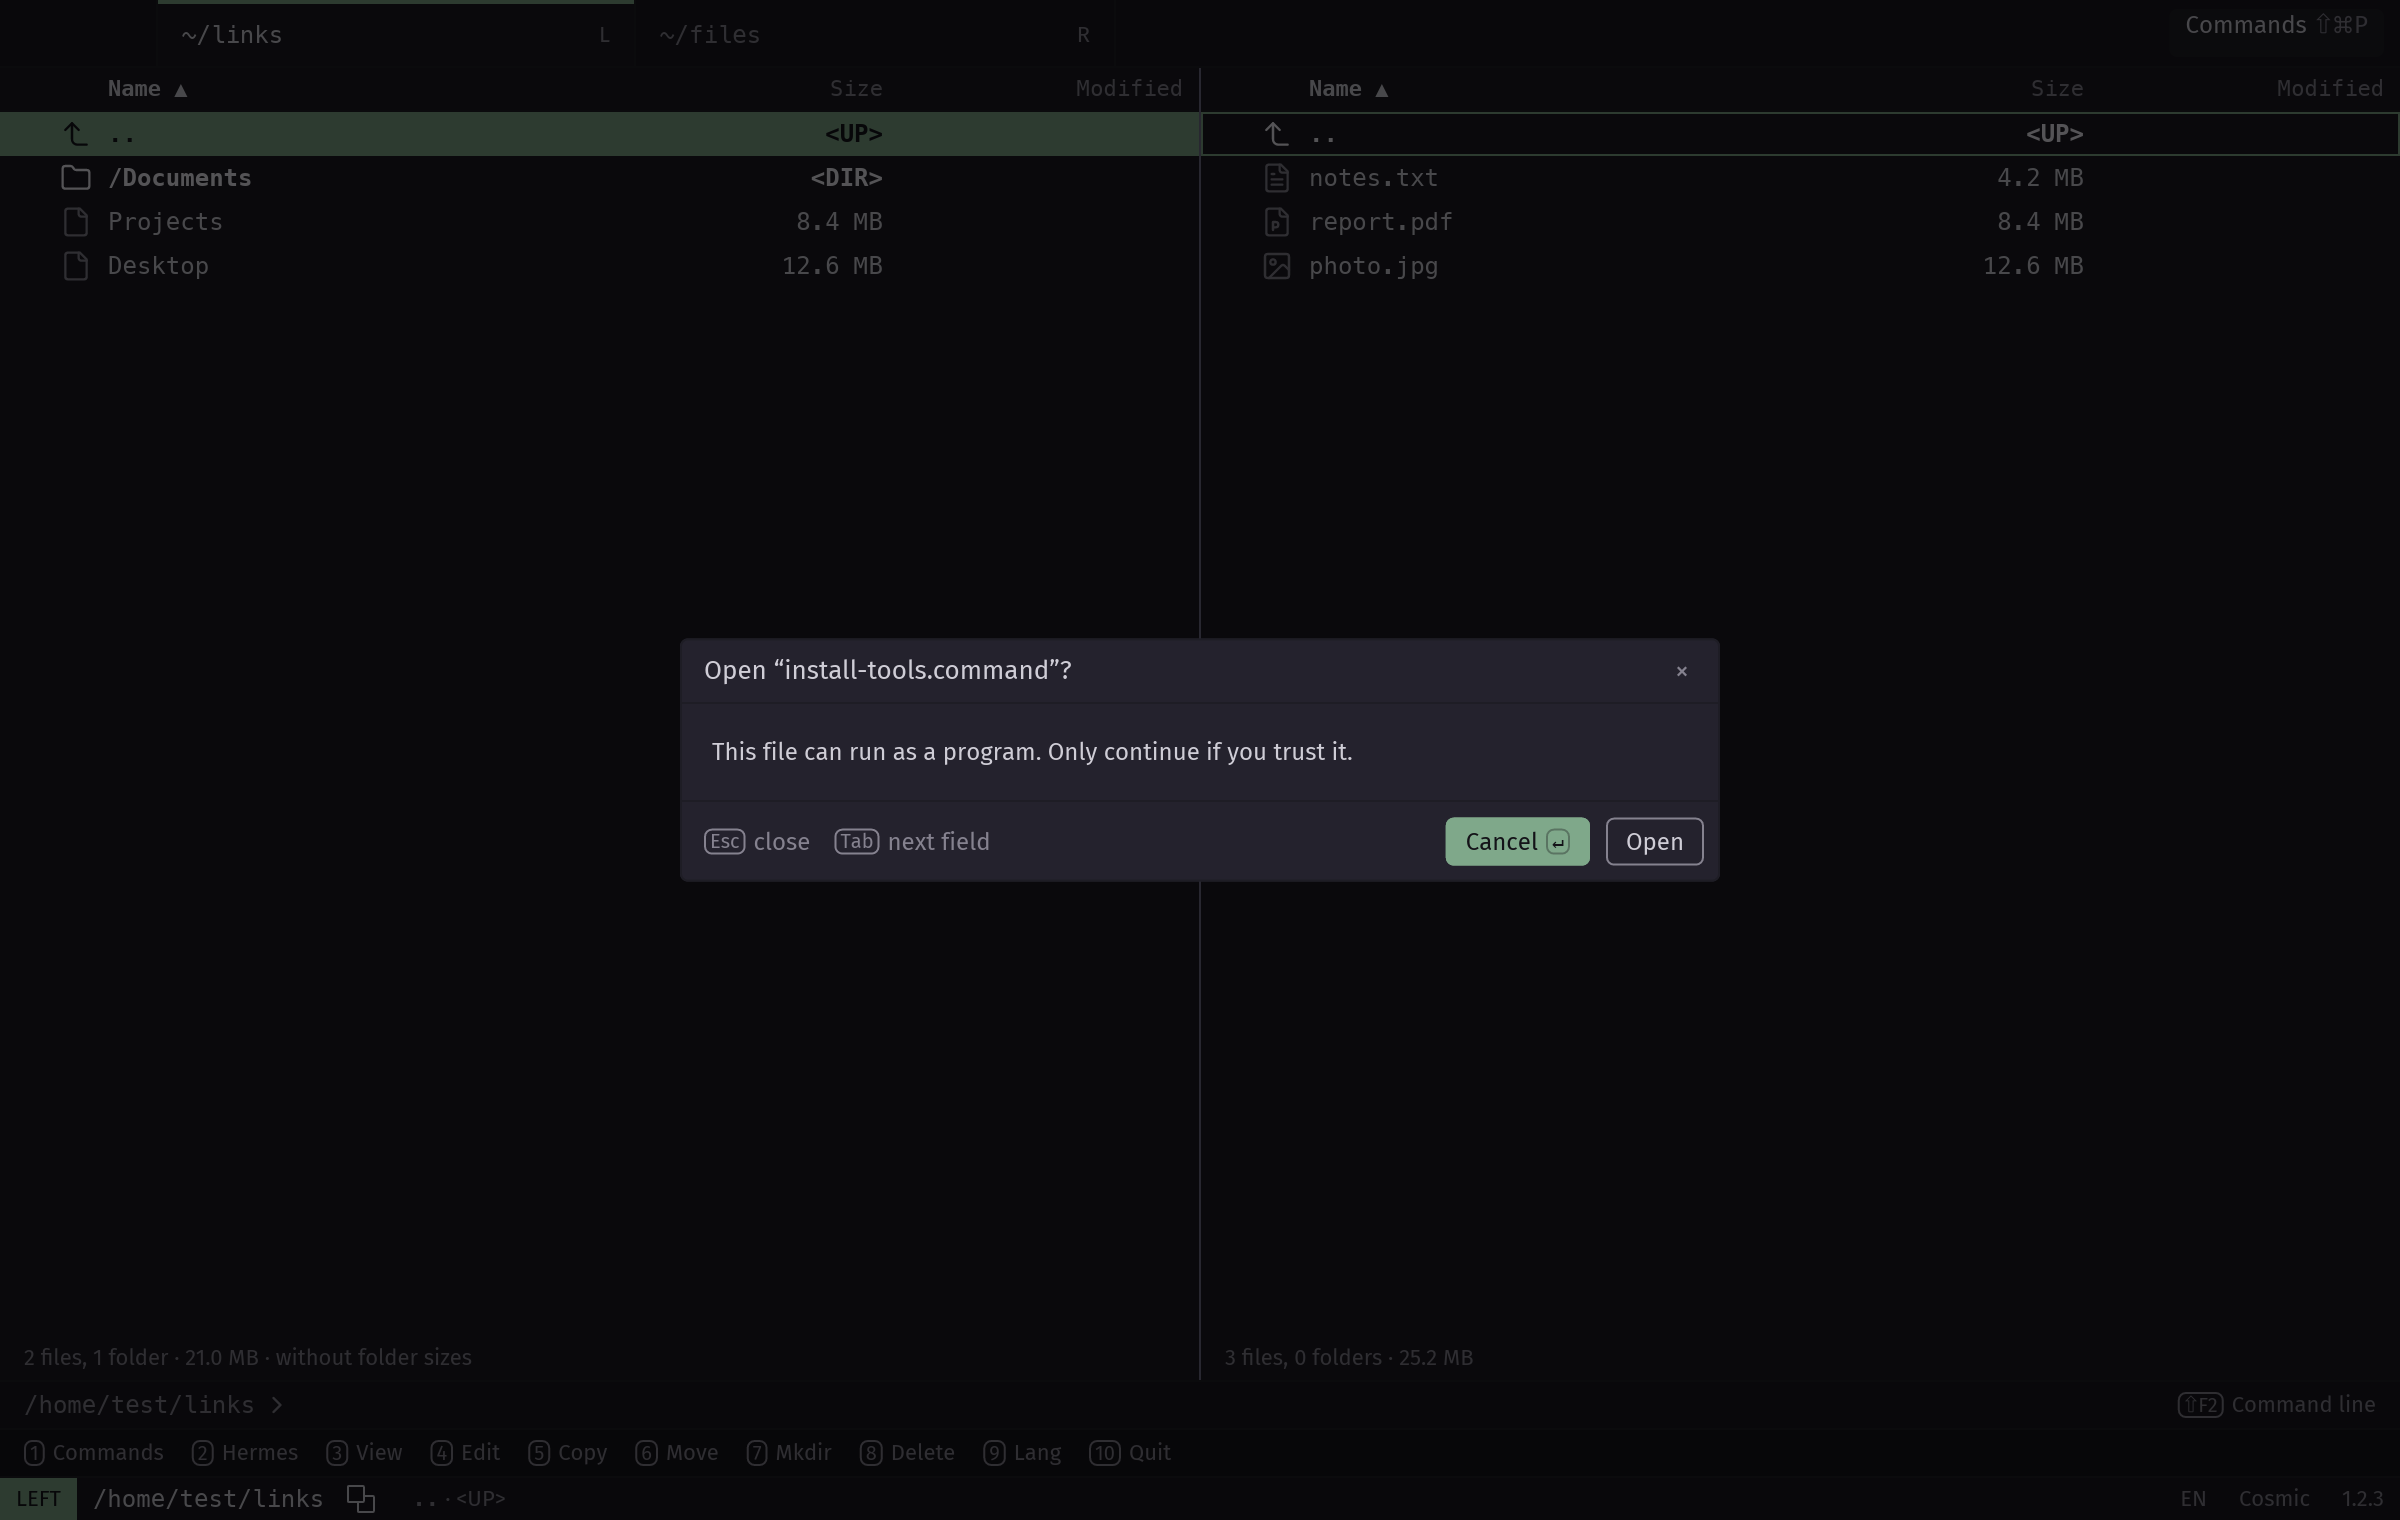 ~/links L ~/files R Commands ⇧⌘P
Name ▲ Size Modified Name ▲ Size Modified
.. <UP> .. <UP>
/Documents <DIR> notes.txt 4.2 MB
Projects 8.4 MB report.pdf 8.4 MB
Desktop 12.6 MB photo.jpg 12.6 MB
Open “install-tools.command”? ×
This file can run as a program. Only continue if you trust it.
Esc close Tab next field Cancel ↵ Open
2 files, 1 folder · 21.0 MB · without folder sizes 3 files, 0 folders · 25.2 MB
/home/test/links > ⇧F2 Command line
1 Commands 2 Hermes 3 View 4 Edit 5 Copy 6 Move 7 Mkdir 8 Delete 9 Lang 10 Quit
LEFT /home/test/links .. · <UP> EN Cosmic 1.2.3